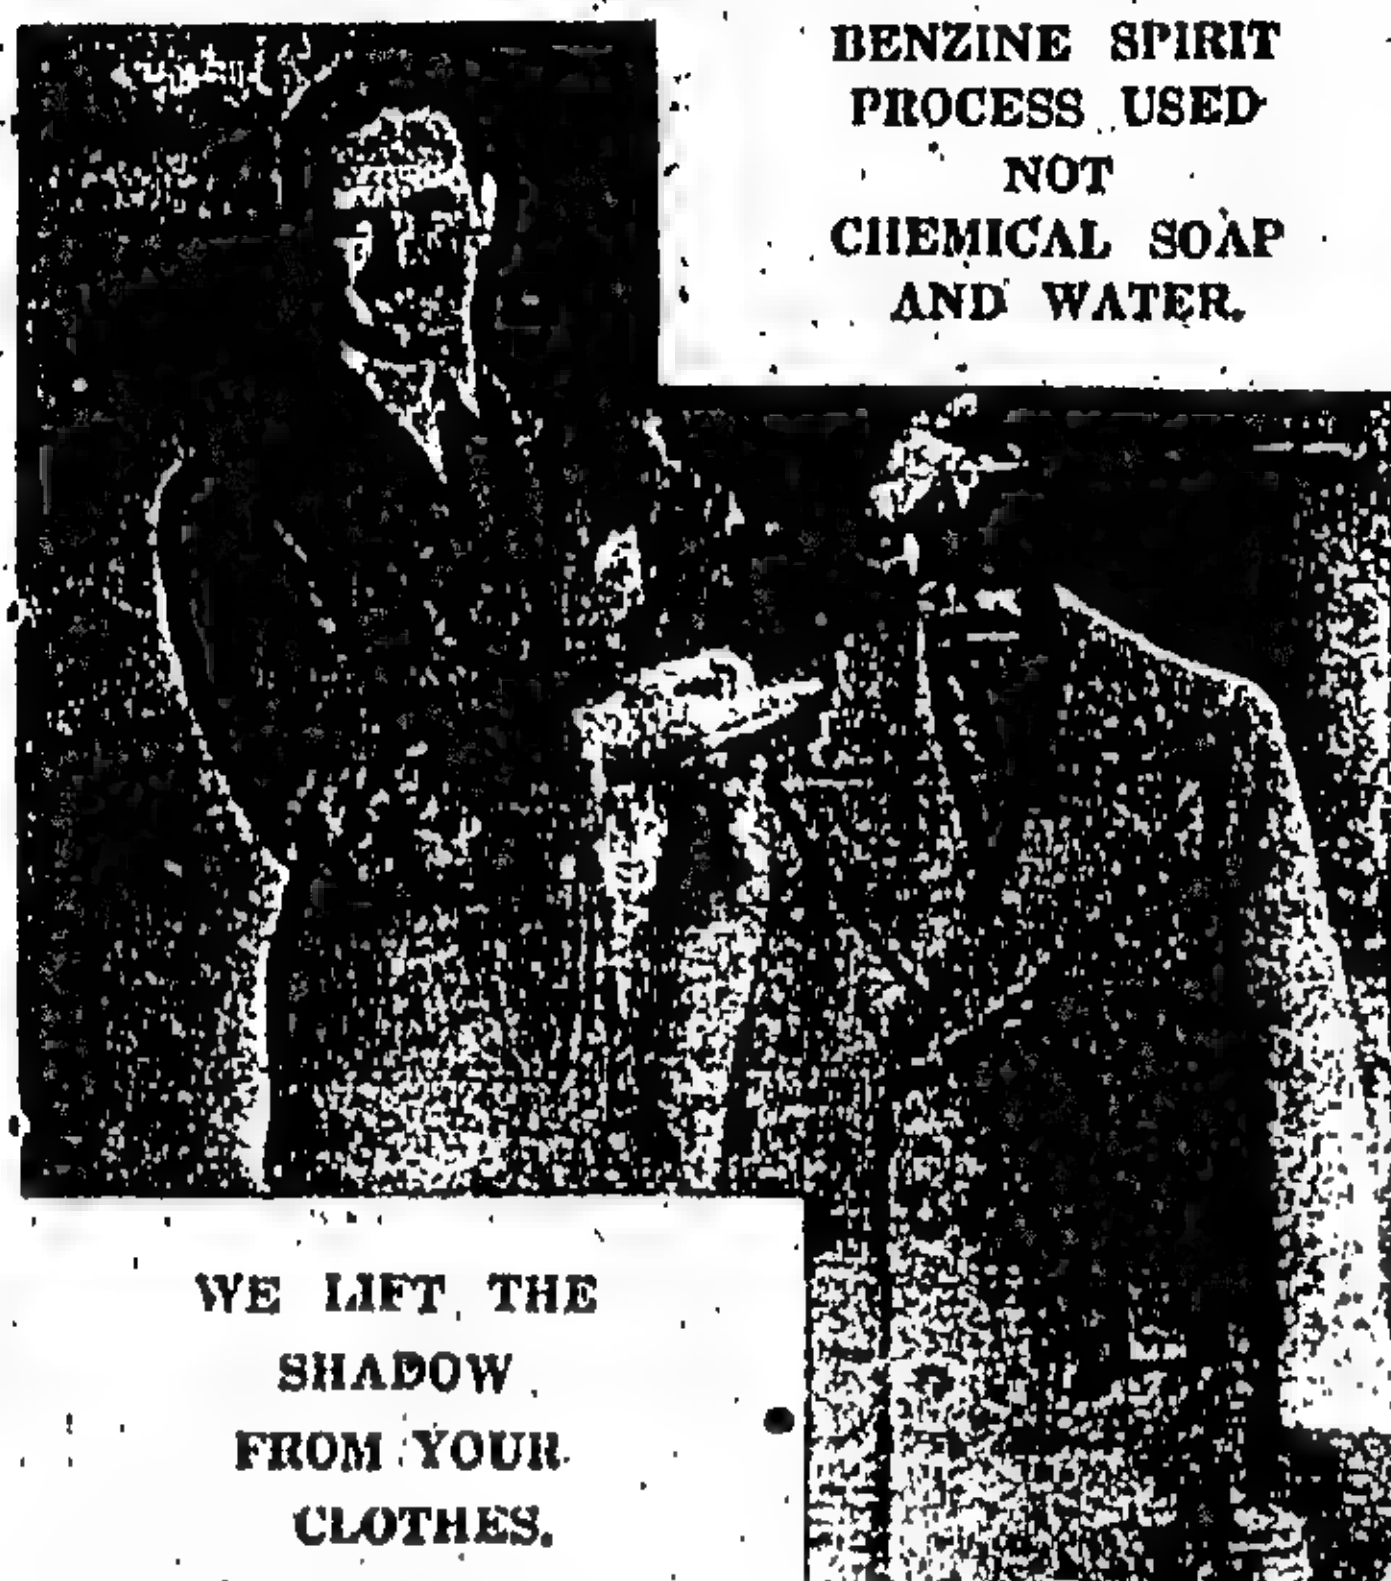 BENZINE SPIRIT
PROCESS USED
NOT
CHEMICAL SOAP
AND WATER.
WE LIFT THE
SHADOW
FROM YOUR
CLOTHES.